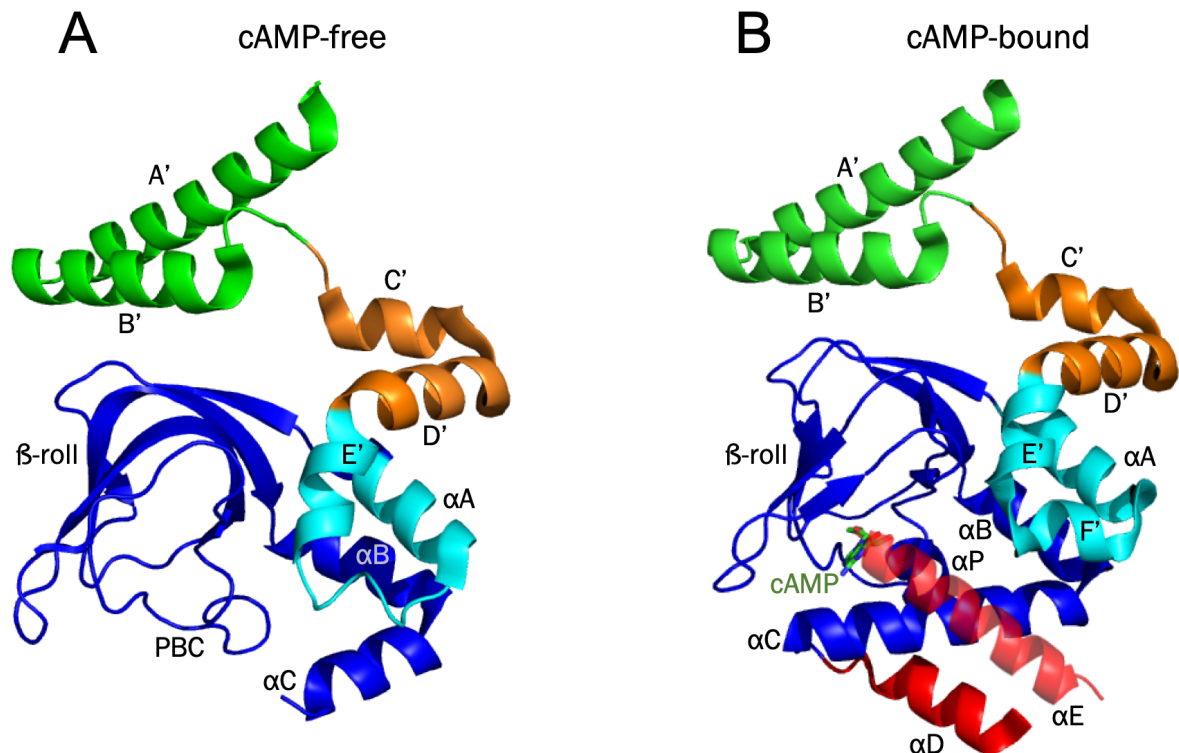 A
cAMP-free
A’
B’
C’
D’
E’
ß-roll
αA
αB
PBC
αC
B
cAMP-bound
A’
B’
C’
D’
E’
ß-roll
αA
F’
αB
αP
cAMP
αC
αE
αD